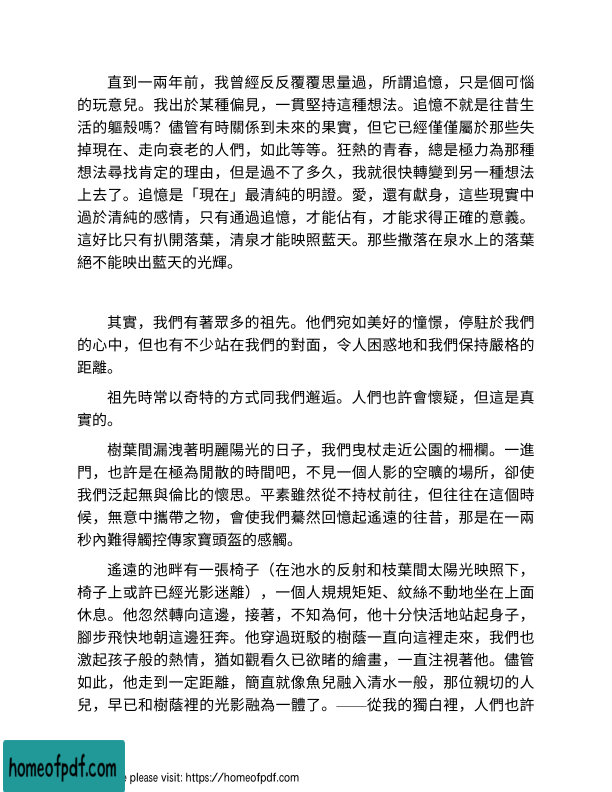 直到一兩年前，我曾經反反覆覆思量過，所謂追憶，只是個可惱
的玩意兒。我出於某種偏見，一貫堅持這種想法。追憶不就是往昔生
活的軀殼嗎？儘管有時關係到未來的果實，但它已經僅僅屬於那些失
掉現在、走向衰老的人們，如此等等。狂熱的青春，總是極力為那種
想法尋找肯定的理由，但是過不了多久，我就很快轉變到另一種想法
上去了。追憶是「現在」最清純的明證。愛，還有獻身，這些現實中
過於清純的感情，只有通過追憶，才能佔有，才能求得正確的意義。
這好比只有扒開落葉，清泉才能映照藍天。那些撒落在泉水上的落葉
絕不能映出藍天的光輝。
其實，我們有著眾多的祖先。他們宛如美好的憧憬，停駐於我們
的心中，但也有不少站在我們的對面，令人困惑地和我們保持嚴格的
距離。
祖先時常以奇特的方式同我們邂逅。人們也許會懷疑，但這是真
實的。
樹葉間漏洩著明麗陽光的日子，我們曳杖走近公園的柵欄。一進
門，也許是在極為閒散的時間吧，不見一個人影的空曠的場所，卻使
我們泛起無與倫比的懷思。平素雖然從不持杖前往，但往往在這個時
候，無意中攜帶之物，會使我們驀然回憶起遙遠的往昔，那是在一兩
秒內難得觸控傳家寶頭盔的感觸。
遙遠的池畔有一張椅子（在池水的反射和枝葉間太陽光映照下，
椅子上或許已經光影迷離），一個人規規矩矩、紋絲不動地坐在上面
休息。他忽然轉向這邊，接著，不知為何，他十分快活地站起身子，
腳步飛快地朝這邊狂奔。他穿過斑駁的樹蔭一直向這裡走來，我們也
激起孩子般的熱情，猶如觀看久已欲睹的繪畫，一直注視著他。儘管
如此，他走到一定距離，簡直就像魚兒融入清水一般，那位親切的人
兒，早已和樹蔭裡的光影融為一體了。——從我的獨白裡，人們也許
homeofpdf.com
please visit: https://homeofpdf.com